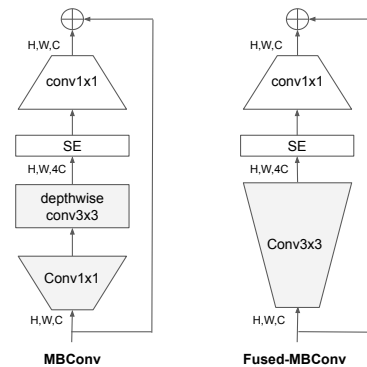 H,W,C
conv1x1
SE
H,W,4C
depthwise
conv3x3
Conv1x1
H,W,C
MBConv
H,W,C
conv1x1
SE
H,W,4C
Conv3x3
H,W,C
Fused-MBConv